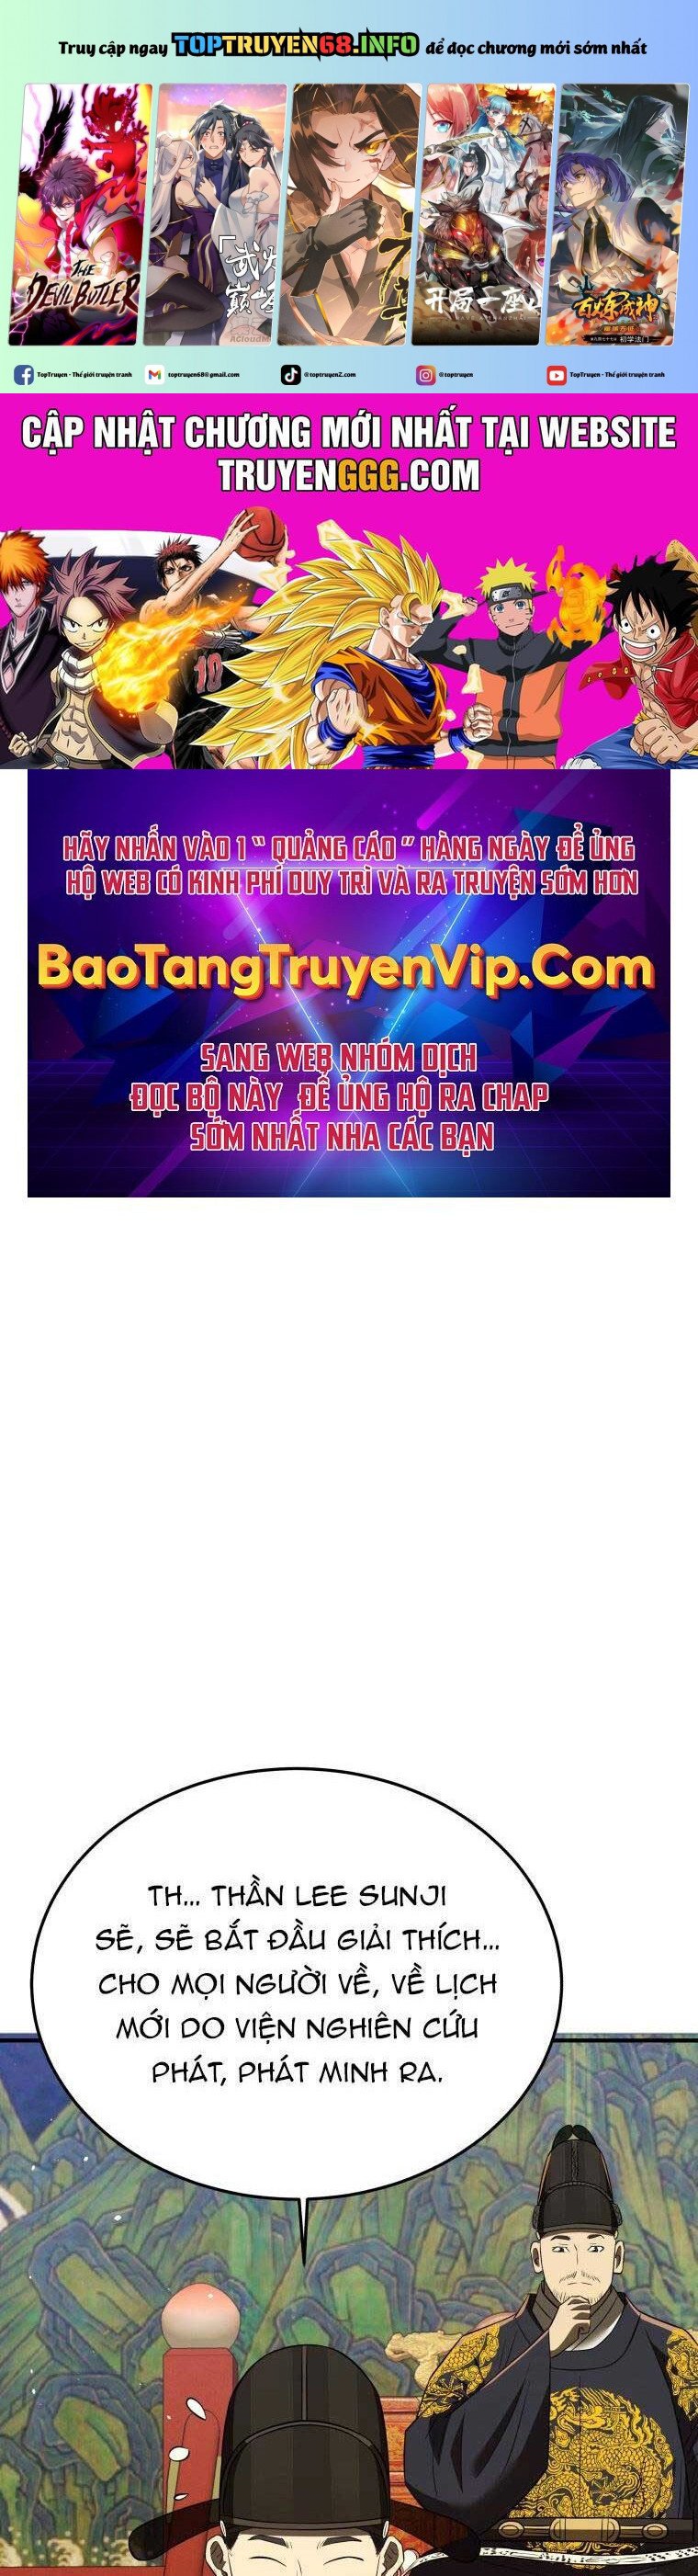 Truy cập ngay TOPTRUYEN68.INFO để đọc chương mới sớm nhất
THE
DEVIL BUTLER
开局一座山
百炼成神
TopTruyen - Thế giới truyện tranh
toptruyen68@gmail.com
@toptruyen2.com
@toptruyen
TopTruyen - Thế giới truyện tranh
CẬP NHẬT CHƯƠNG MỚI NHẤT TẠI WEBSITE
TRUYENGGG.COM
10
HÃY NHẤN VÀO 1 “ QUẢNG CÁO ” HÀNG NGÀY ĐỂ ỦNG
HỘ WEB CÓ KINH PHÍ DUY TRÌ VÀ RA TRUYỆN SỚM HƠN
BaoTangTruyenVip.Com
SANG WEB NHÓM DỊCH
ĐỌC BỘ NÀY ĐỂ ỦNG HỘ RA CHAP
SỚM NHẤT NHA CÁC BẠN
TH... THẦN LEE SUNJI
SẼ, SẼ BẮT ĐẦU GIẢI THÍCH...
CHO MỌI NGƯỜI VỀ, VỀ LỊCH
MỚI DO VIỆN NGHIÊN CỨU
PHÁT, PHÁT MINH RA.